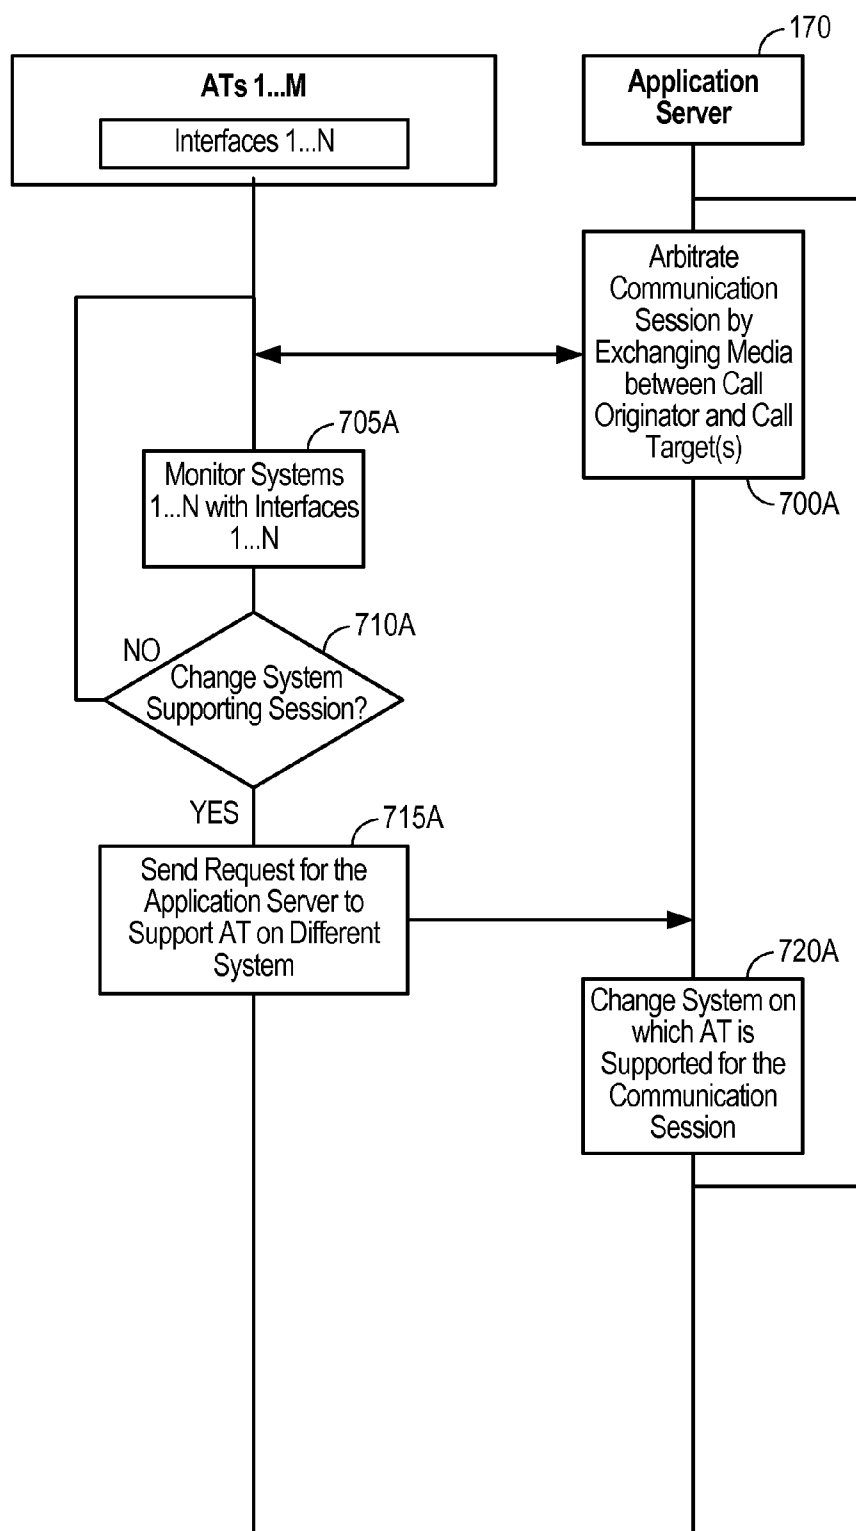 170
ATs 1...M
Interfaces 1...N
Application
Server
Arbitrate
Communication
Session by
Exchanging Media
between Call
Originator and Call
Target(s)
700A
705A
Monitor Systems
1...N with Interfaces
1...N
710A
NO
Change System
Supporting Session?
YES
715A
Send Request for the
Application Server to
Support AT on Different
System
720A
Change System on
which AT is
Supported for the
Communication
Session